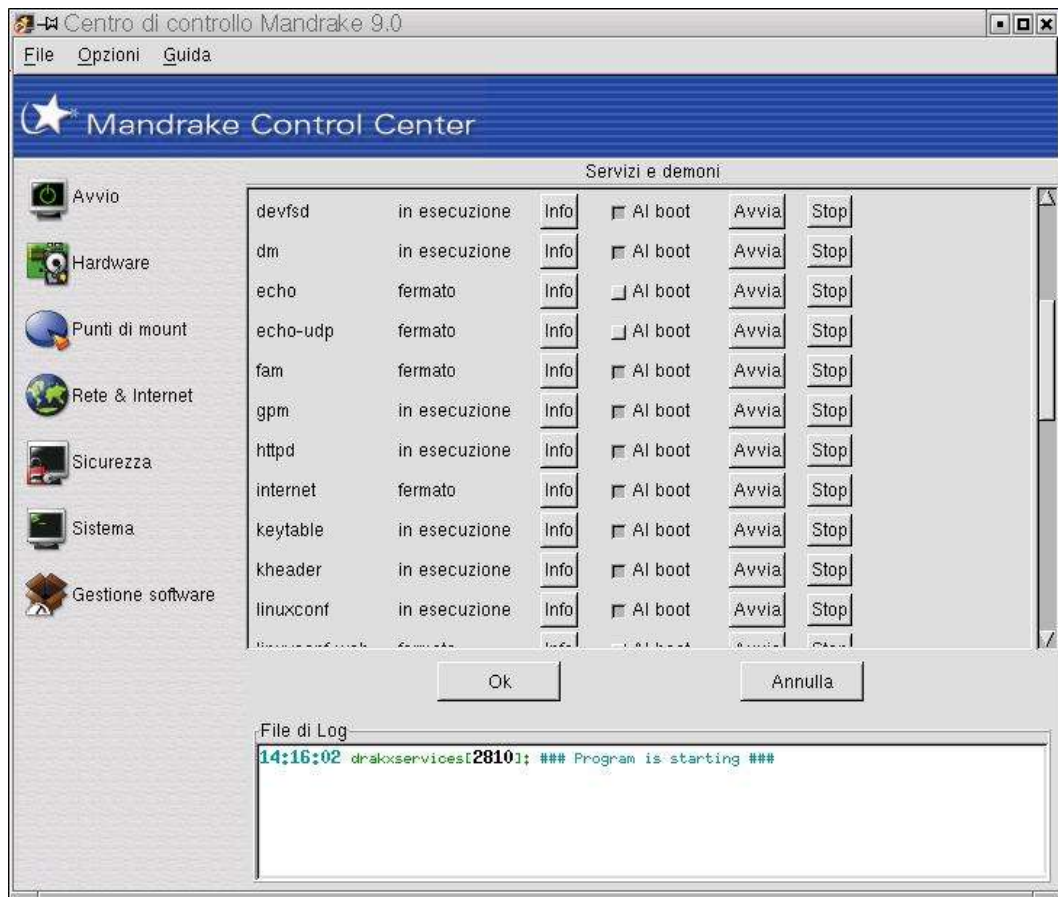 Centro di controllo Mandrake 9.0
File Opzioni Guida
Mandrake Control Center
Servizi e demoni
Avvio
Hardware
Punti di mount
Rete & Internet
Sicurezza
Sistema
Gestione software
devfsd in esecuzione Info Al boot Avvia Stop
dm in esecuzione Info Al boot Avvia Stop
echo fermato Info Al boot Avvia Stop
echo-udp fermato Info Al boot Avvia Stop
fam fermato Info Al boot Avvia Stop
gpm in esecuzione Info Al boot Avvia Stop
httpd in esecuzione Info Al boot Avvia Stop
internet fermato Info Al boot Avvia Stop
keytable in esecuzione Info Al boot Avvia Stop
kheader in esecuzione Info Al boot Avvia Stop
linuxconf in esecuzione Info Al boot Avvia Stop
Ok Annulla
File di Log
14:16:02 drakxservices[2810]: ### Program is starting ###